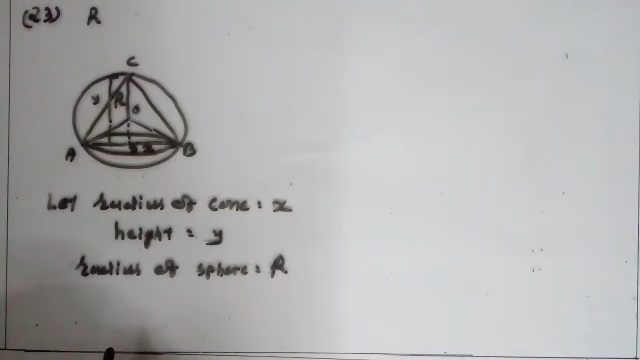 (23) R
C
y
R
o
x
A
B
Let radius of cone = x
height = y
radius of sphere = R